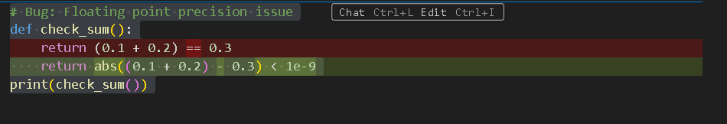 # Bug: Floating point precision issue
Chat Ctrl+L Edit Ctrl+I
def check_sum():
    return (0.1 + 0.2) == 0.3
    return abs((0.1 + 0.2) - 0.3) < 1e-9
print(check_sum())